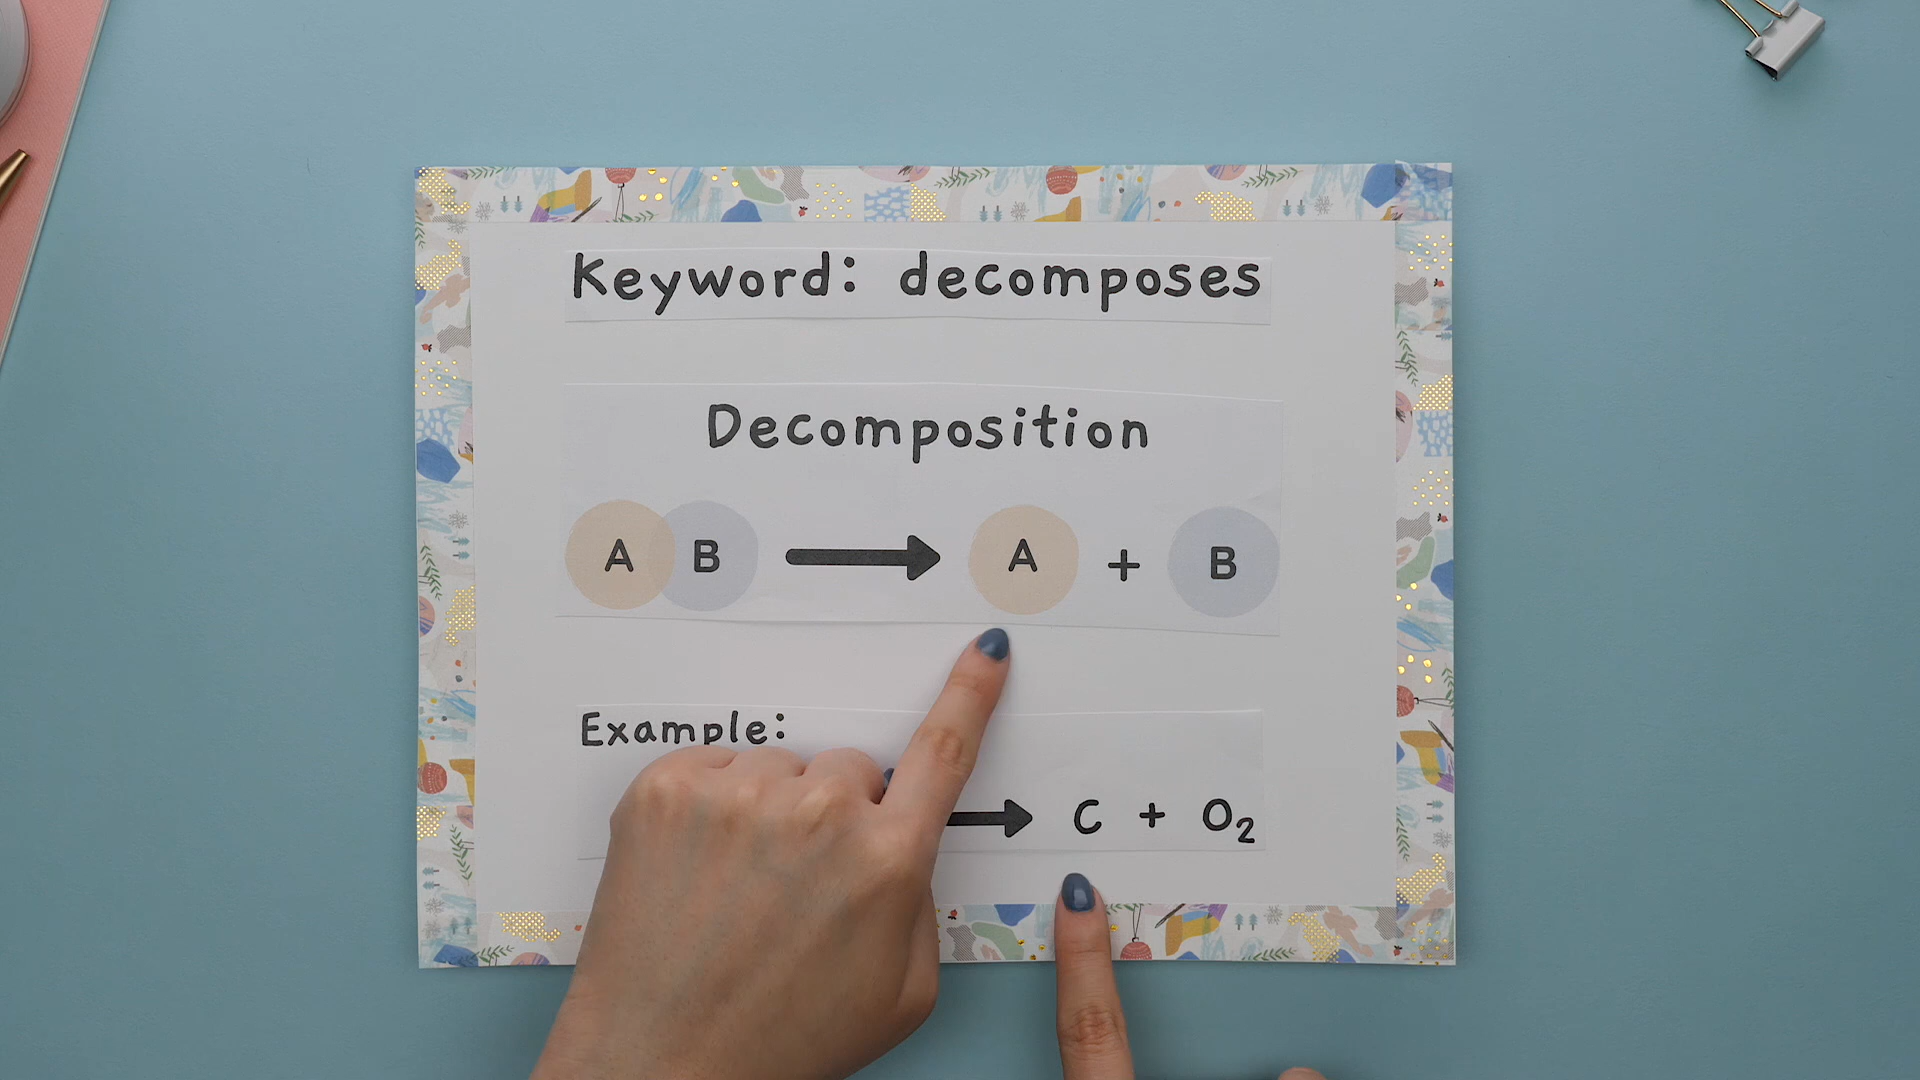 Keyword: decomposes
Decomposition
A B → A + B
Example:
→ C + O₂